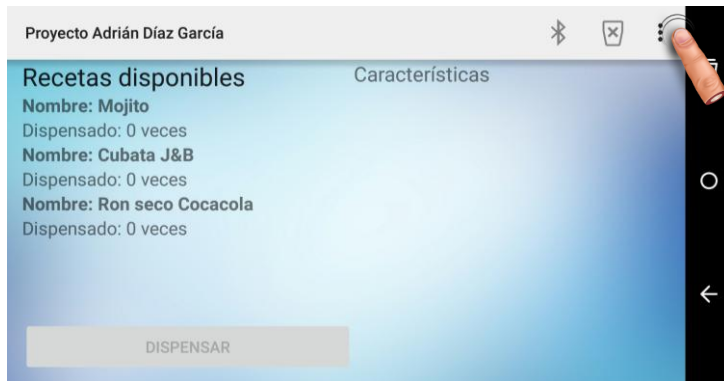 Proyecto Adrián Díaz García
Recetas disponibles
Nombre: Mojito
Dispensado: 0 veces
Nombre: Cubata J&B
Dispensado: 0 veces
Nombre: Ron seco Cocacola
Dispensado: 0 veces
Características
DISPENSAR